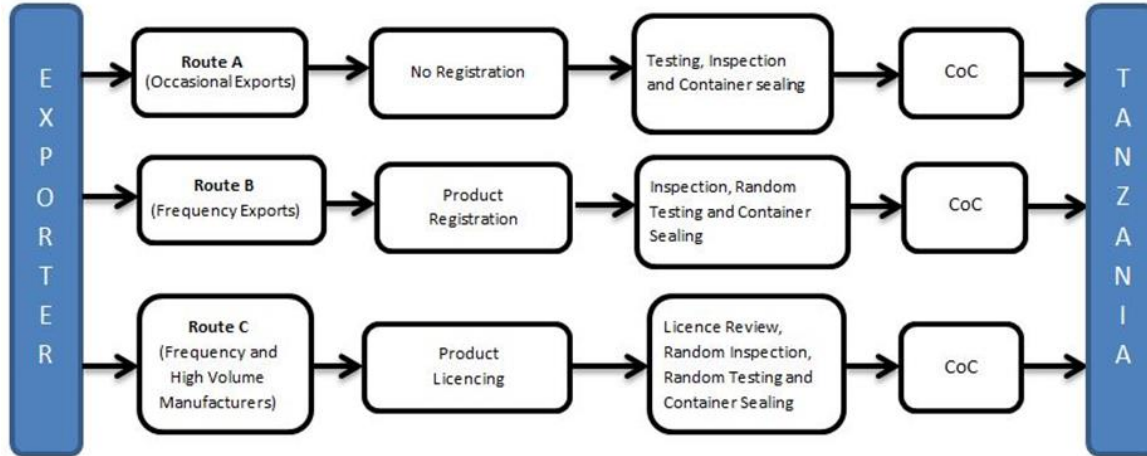 EXPORTER
Route A
(Occasional Exports)
No Registration
Testing, Inspection
and Container sealing
CoC
Route B
(Frequency Exports)
Product
Registration
Inspection, Random
Testing and Container
Sealing
CoC
Route C
(Frequency and
High Volume
Manufacturers)
Product
Licencing
Licence Review,
Random Inspection,
Random Testing and
Container Sealing
CoC
TANZANIA